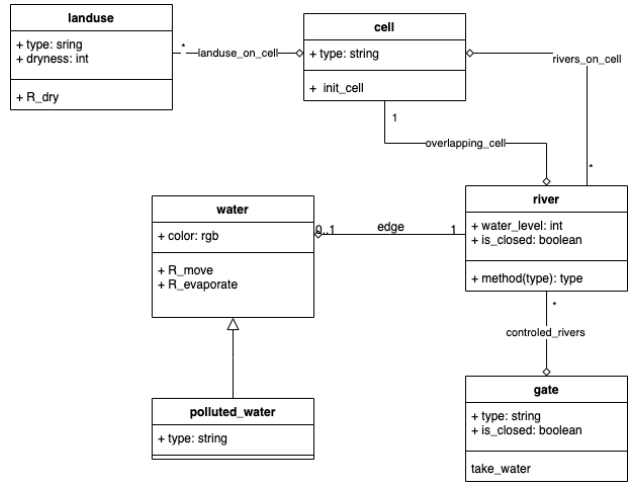 landuse
+ type: sring
+ dryness: int
+ R_dry
*
landuse_on_cell
cell
+ type: string
+ init_cell
rivers_on_cell
*
1
overlapping_cell
water
+ color: rgb
+ R_move
+ R_evaporate
0..1
edge
1
river
+ water_level: int
+ is_closed: boolean
+ method(type): type
*
controled_rivers
polluted_water
+ type: string
gate
+ type: string
+ is_closed: boolean
take_water